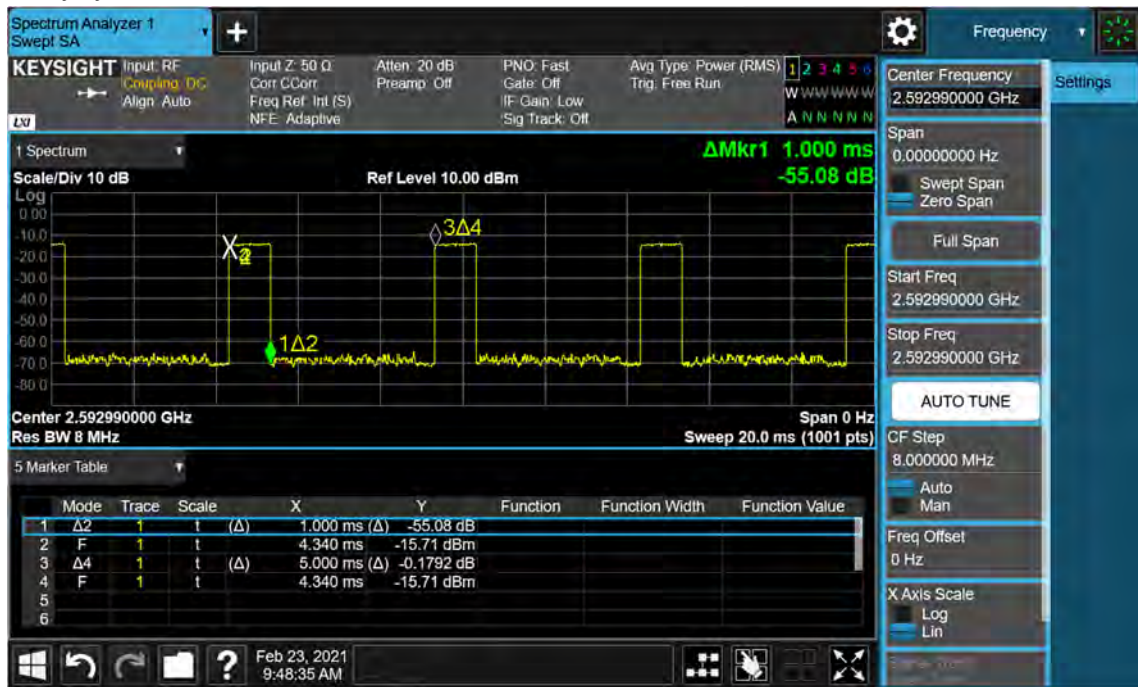 Spectrum Analyzer 1
Swept SA
+
Frequency
KEYSIGHT
Input: RF
Coupling: DC
Align: Auto
LXI
Input Z: 50 Ω
Corr CCorr
Freq Ref: Int (S)
NFE: Adaptive
Atten: 20 dB
Preamp: Off
PNO: Fast
Gate: Off
IF Gain: Low
Sig Track: Off
Avg Type: Power (RMS)
Trig: Free Run
1 2 3 4 5 6
W W W W W W
A N N N N N
Center Frequency
2.592990000 GHz
Settings
1 Spectrum
ΔMkr1 1.000 ms
-55.08 dB
Scale/Div 10 dB
Ref Level 10.00 dBm
Log
0.00
-10.0
-20.0
-30.0
-40.0
-50.0
-60.0
-70.0
-80.0
3Δ4
1Δ2
Center 2.592990000 GHz
Span 0 Hz
Res BW 8 MHz
Sweep 20.0 ms (1001 pts)
Span
0.00000000 Hz
Swept Span
Zero Span
Full Span
Start Freq
2.592990000 GHz
Stop Freq
2.592990000 GHz
AUTO TUNE
CF Step
8.000000 MHz
Auto
Man
Freq Offset
0 Hz
X Axis Scale
Log
Lin
5 Marker Table
Mode Trace Scale X Y Function Function Width Function Value
1 Δ2 1 t (Δ) 1.000 ms (Δ) -55.08 dB
2 F 1 t 4.340 ms -15.71 dBm
3 Δ4 1 t (Δ) 5.000 ms (Δ) -0.1792 dB
4 F 1 t 4.340 ms -15.71 dBm
5
6
?
Feb 23, 2021
9:48:35 AM